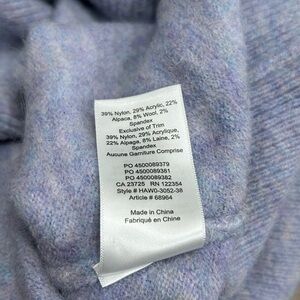 39% Nylon, 29% Acrylic, 22%
Alpaca, 8% Wool, 2%
Spandex
Exclusive of Trim
39% Nylon, 29% Acrylique,
22% Alpaga, 8% Laine, 2%
Spandex
Aucune Garniture Comprise
PO 4500089379
PO 4500089381
PO 4500089382
CA 23725 RN 122354
Style # HAW0-3052-38
Article # 68964
Made in China
Fabriqué en Chine